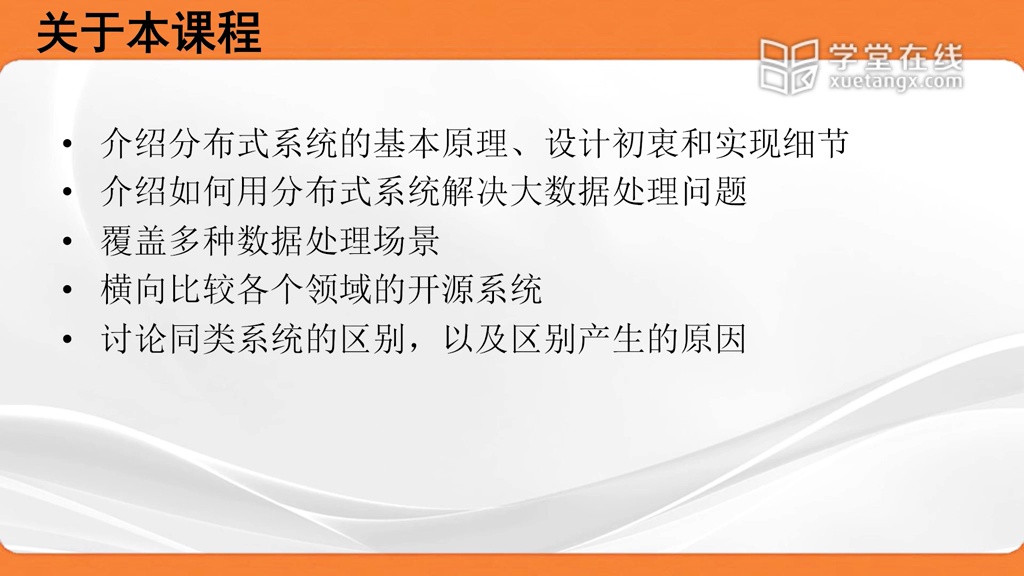 关于本课程
学堂在线
xuetangx.com
• 介绍分布式系统的基本原理、设计初衷和实现细节
• 介绍如何用分布式系统解决大数据处理问题
• 覆盖多种数据处理场景
• 横向比较各个领域的开源系统
• 讨论同类系统的区别，以及区别产生的原因